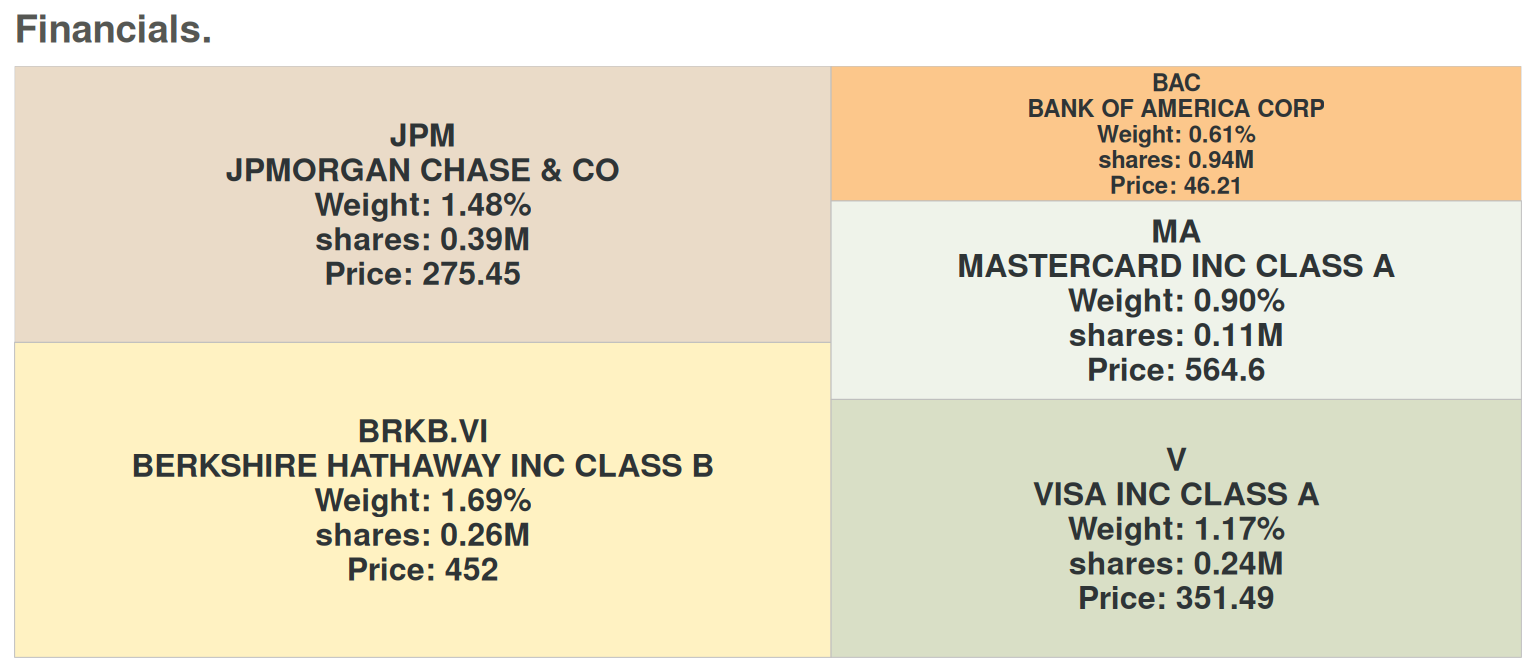 Financials.
JPM
JPMORGAN CHASE & CO
Weight: 1.48%
shares: 0.39M
Price: 275.45
BRKB.VI
BERKSHIRE HATHAWAY INC CLASS B
Weight: 1.69%
shares: 0.26M
Price: 452
BAC
BANK OF AMERICA CORP
Weight: 0.61%
shares: 0.94M
Price: 46.21
MA
MASTERCARD INC CLASS A
Weight: 0.90%
shares: 0.11M
Price: 564.6
V
VISA INC CLASS A
Weight: 1.17%
shares: 0.24M
Price: 351.49